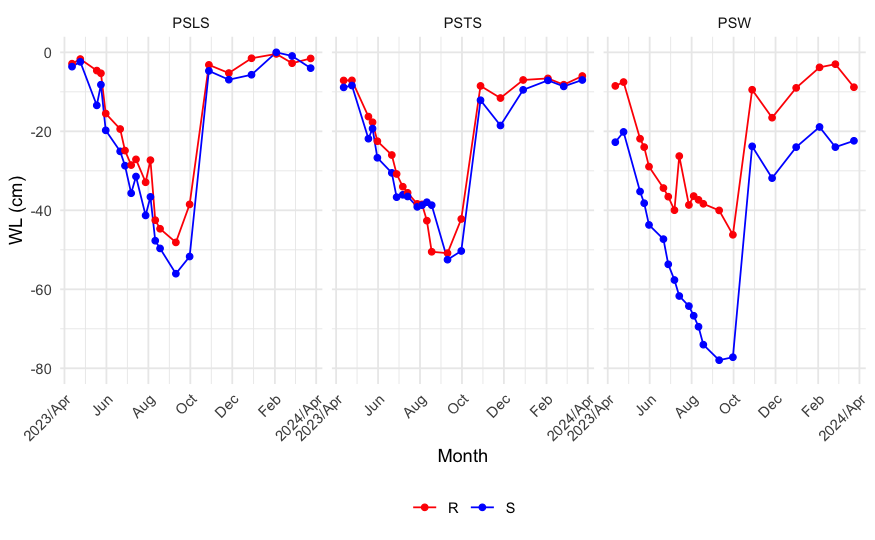 PSLS PSTS PSW
0
-20
-40
-60
-80
WL (cm)
2023/Apr Jun Aug Oct Dec Feb 2024/Apr 2023/Apr Jun Aug Oct Dec Feb 2024/Apr 2023/Apr Jun Aug Oct Dec Feb 2024/Apr
Month
R S